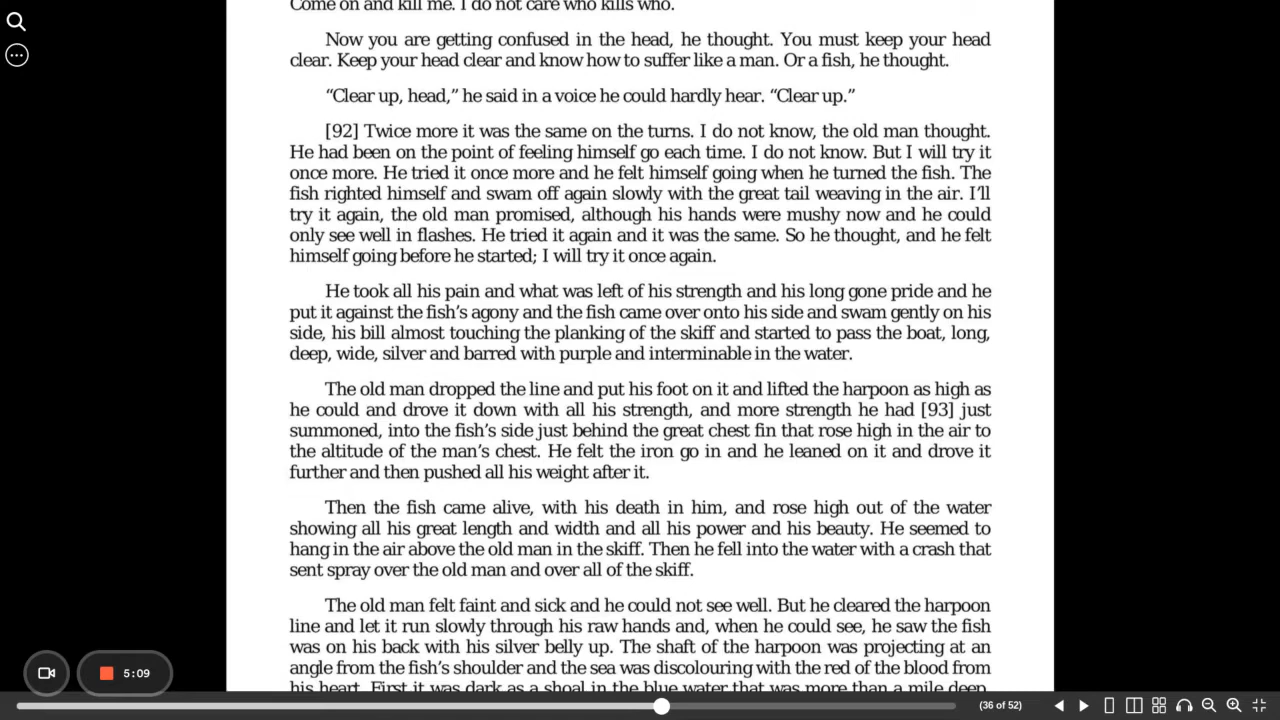 Come on and kill me. I do not care who kills who.
Now you are getting confused in the head, he thought. You must keep your head
clear. Keep your head clear and know how to suffer like a man. Or a fish, he thought.
“Clear up, head,” he said in a voice he could hardly hear. “Clear up.”
[92] Twice more it was the same on the turns. I do not know, the old man thought.
He had been on the point of feeling himself go each time. I do not know. But I will try it
once more. He tried it once more and he felt himself going when he turned the fish. The
fish righted himself and swam off again slowly with the great tail weaving in the air. I’ll
try it again, the old man promised, although his hands were mushy now and he could
only see well in flashes. He tried it again and it was the same. So he thought, and he felt
himself going before he started; I will try it once again.
He took all his pain and what was left of his strength and his long gone pride and he
put it against the fish’s agony and the fish came over onto his side and swam gently on his
side, his bill almost touching the planking of the skiff and started to pass the boat, long,
deep, wide, silver and barred with purple and interminable in the water.
The old man dropped the line and put his foot on it and lifted the harpoon as high as
he could and drove it down with all his strength, and more strength he had [93] just
summoned, into the fish’s side just behind the great chest fin that rose high in the air to
the altitude of the man’s chest. He felt the iron go in and he leaned on it and drove it
further and then pushed all his weight after it.
Then the fish came alive, with his death in him, and rose high out of the water
showing all his great length and width and all his power and his beauty. He seemed to
hang in the air above the old man in the skiff. Then he fell into the water with a crash that
sent spray over the old man and over all of the skiff.
The old man felt faint and sick and he could not see well. But he cleared the harpoon
line and let it run slowly through his raw hands and, when he could see, he saw the fish
was on his back with his silver belly up. The shaft of the harpoon was projecting at an
angle from the fish’s shoulder and the sea was discolouring with the red of the blood from
his heart. First it was dark as a shoal in the blue water that was more than a mile deep.
5:09
(36 of 52)